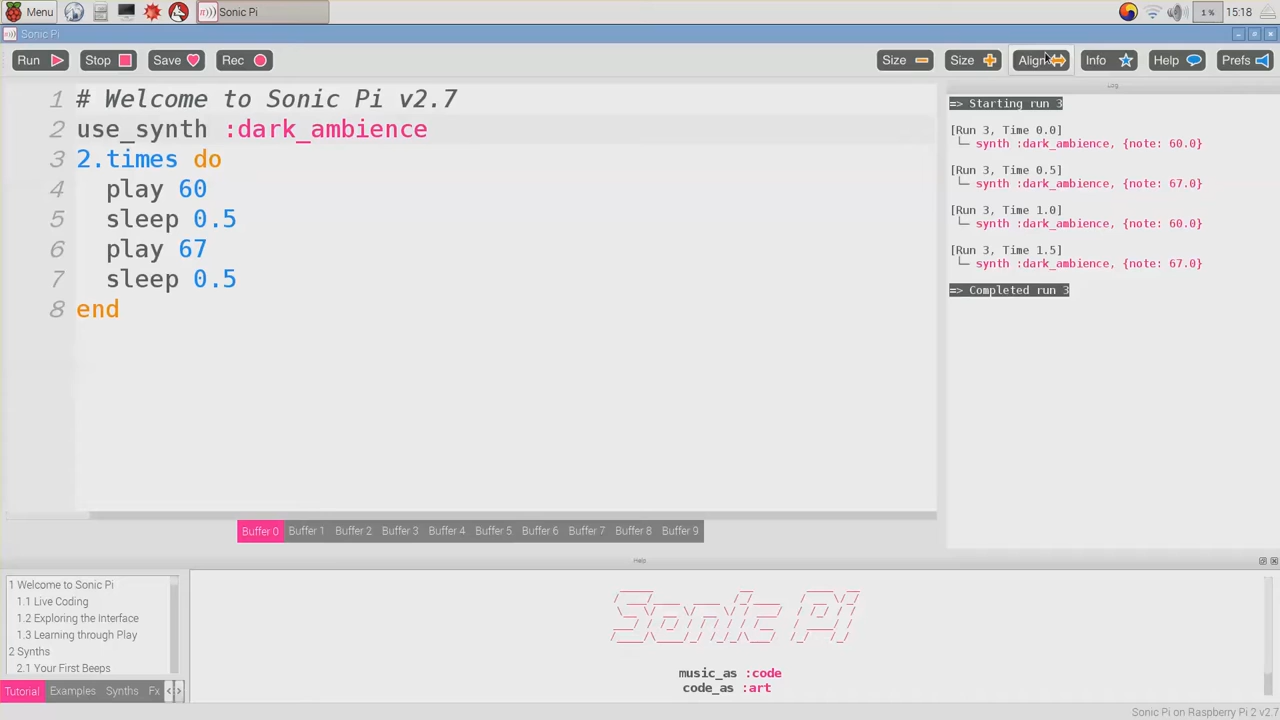 Menu Sonic Pi 1 % 15:18
Sonic Pi
Run Stop Save Rec Size Size Align Info Help Prefs
1 # Welcome to Sonic Pi v2.7
2 use_synth :dark_ambience
3 2.times do
4 play 60
5 sleep 0.5
6 play 67
7 sleep 0.5
8 end
Log
=> Starting run 3
[Run 3, Time 0.0]
└─ synth :dark_ambience, {note: 60.0}
[Run 3, Time 0.5]
└─ synth :dark_ambience, {note: 67.0}
[Run 3, Time 1.0]
└─ synth :dark_ambience, {note: 60.0}
[Run 3, Time 1.5]
└─ synth :dark_ambience, {note: 67.0}
=> Completed run 3
Buffer 0 Buffer 1 Buffer 2 Buffer 3 Buffer 4 Buffer 5 Buffer 6 Buffer 7 Buffer 8 Buffer 9
Help
1 Welcome to Sonic Pi
1.1 Live Coding
1.2 Exploring the Interface
1.3 Learning through Play
2 Synths
2.1 Your First Beeps
Tutorial Examples Synths Fx
Sonic Pi
music_as :code
code_as :art
Sonic Pi on Raspberry Pi 2 v2.7